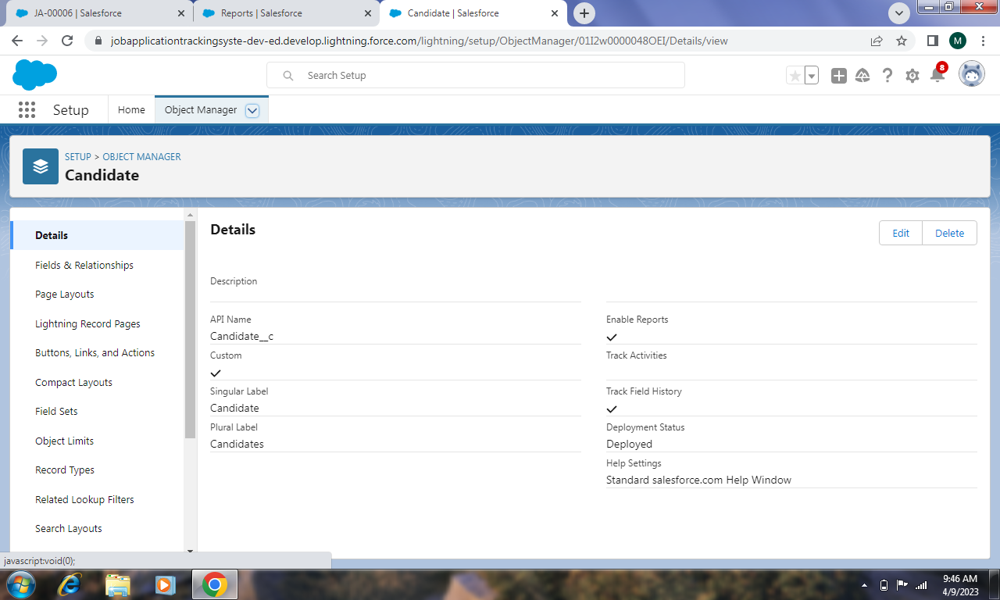 JA-00006 | Salesforce
Reports | Salesforce
Candidate | Salesforce
jobapplicationtrackingsyste-dev-ed.develop.lightning.force.com/lightning/setup/ObjectManager/01I2w0000048OEI/Details/view
M
Search Setup
8
Setup
Home
Object Manager
SETUP > OBJECT MANAGER
Candidate
Details
Fields & Relationships
Page Layouts
Lightning Record Pages
Buttons, Links, and Actions
Compact Layouts
Field Sets
Object Limits
Record Types
Related Lookup Filters
Search Layouts
Details
Edit
Delete
Description
API Name
Candidate__c
Custom
Singular Label
Candidate
Plural Label
Candidates
Enable Reports
Track Activities
Track Field History
Deployment Status
Deployed
Help Settings
Standard salesforce.com Help Window
javascript:void(0);
9:46 AM
4/9/2023